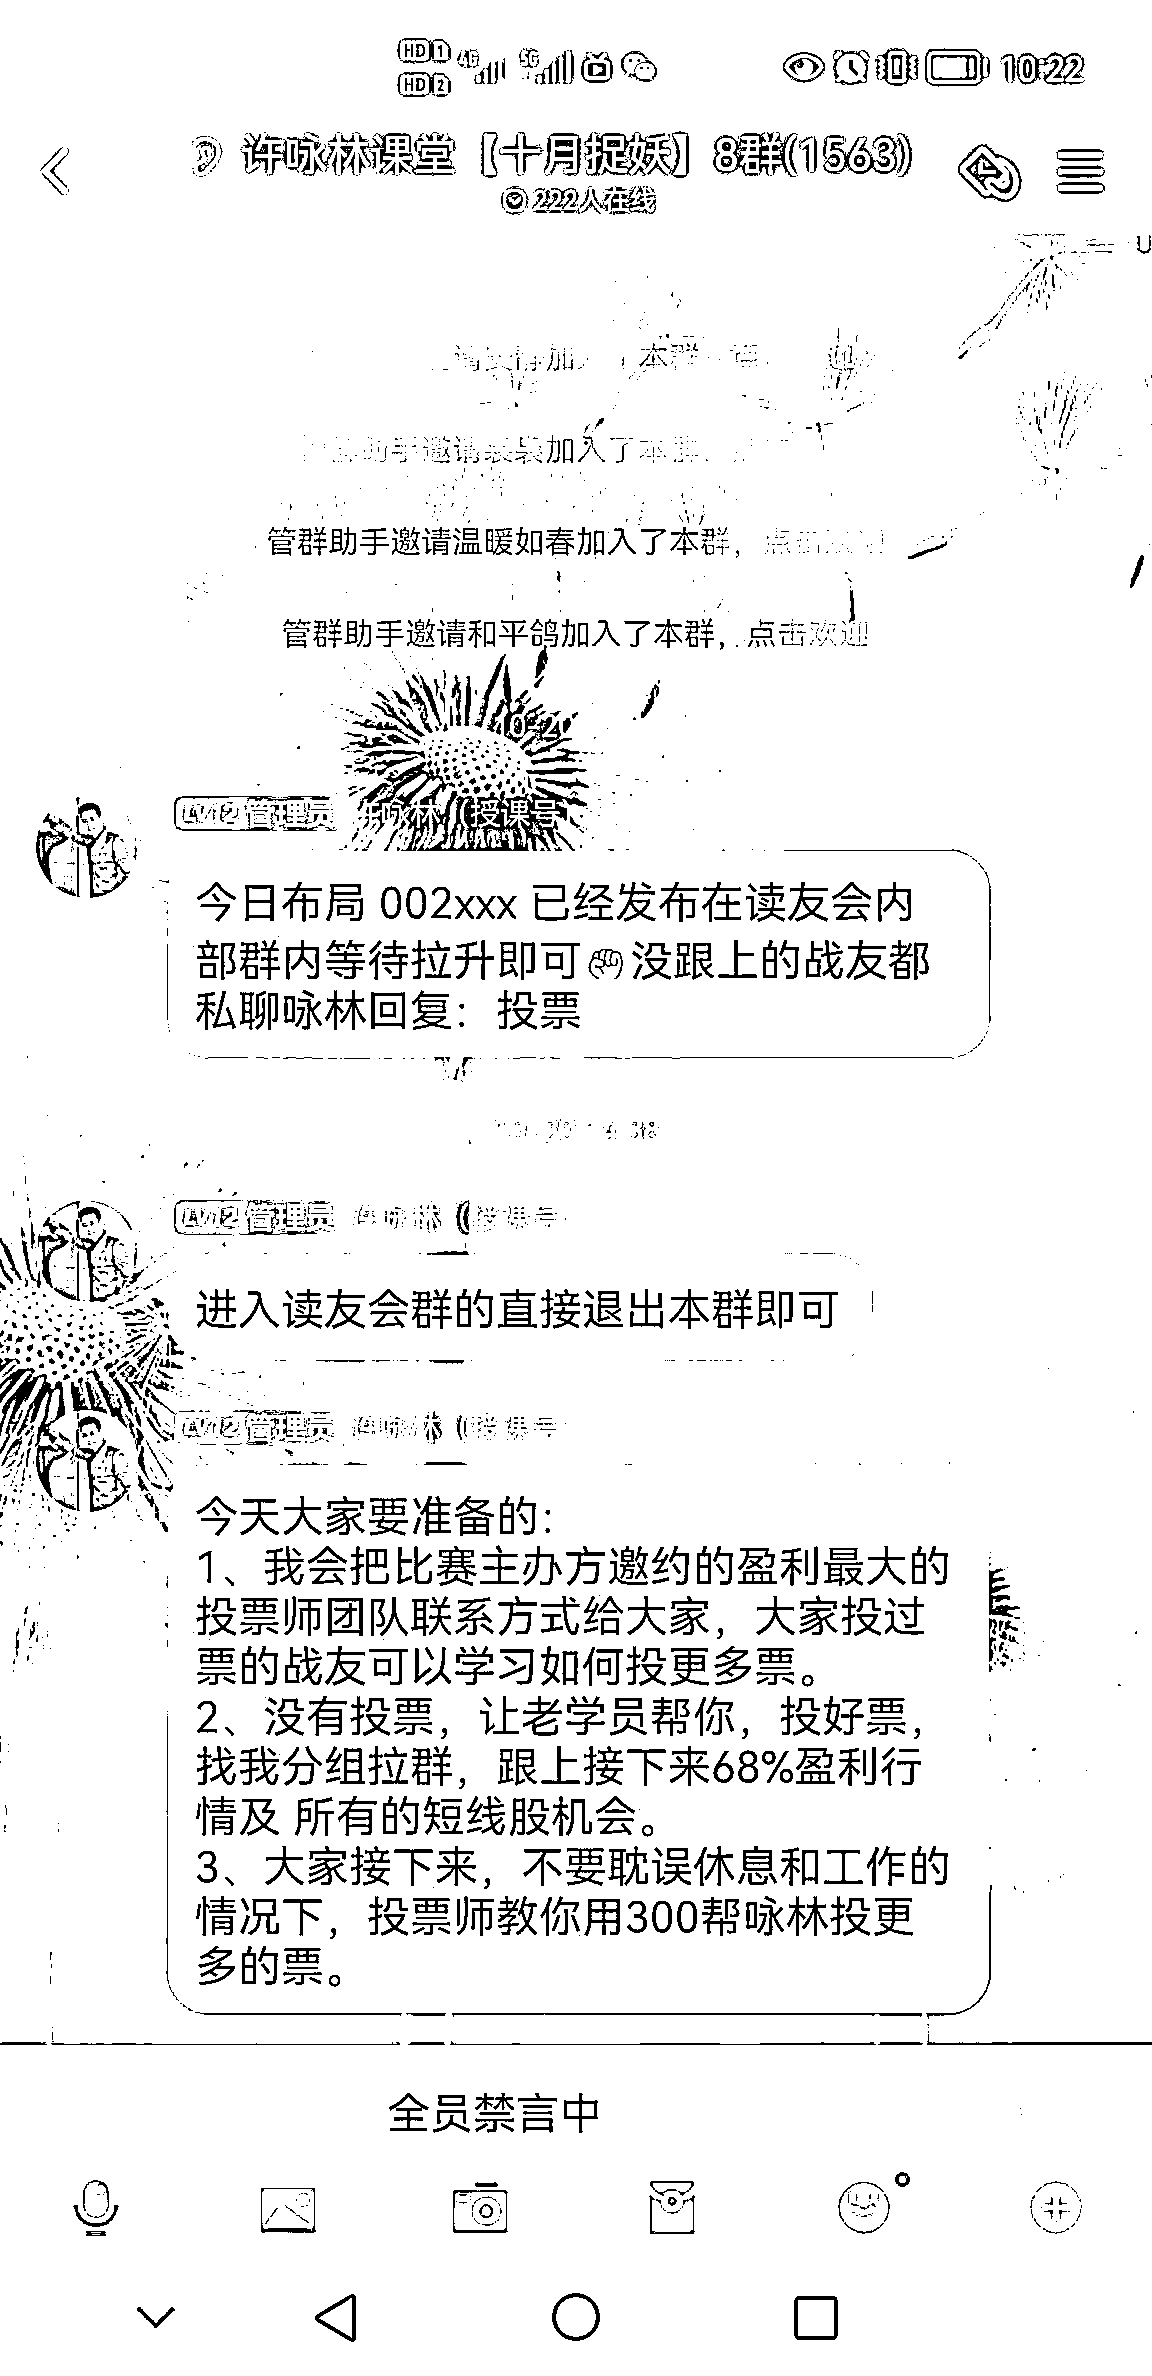 HD 1 4G 5G 10:22
HD 2
许咏林课堂【十月捉妖】8群(1563)
222人在线
加 本群
助手邀请装装加入了本群
管群助手邀请温暖如春加入了本群，点击欢迎
管群助手邀请和平鸽加入了本群，点击欢迎
LV12 管理员 许咏林（授课号
今日布局 002xxx 已经发布在读友会内
部群内等待拉升即可✊没跟上的战友都
私聊咏林回复：投票
LV12 管理员 许咏林（授课号
进入读友会群的直接退出本群即可
LV12 管理员 许咏林（授课号
今天大家要准备的：
1、我会把比赛主办方邀约的盈利最大的
投票师团队联系方式给大家，大家投过
票的战友可以学习如何投更多票。
2、没有投票，让老学员帮你，投好票，
找我分组拉群，跟上接下来68%盈利行
情及 所有的短线股机会。
3、大家接下来，不要耽误休息和工作的
情况下，投票师教你用300帮咏林投更
多的票。
全员禁言中